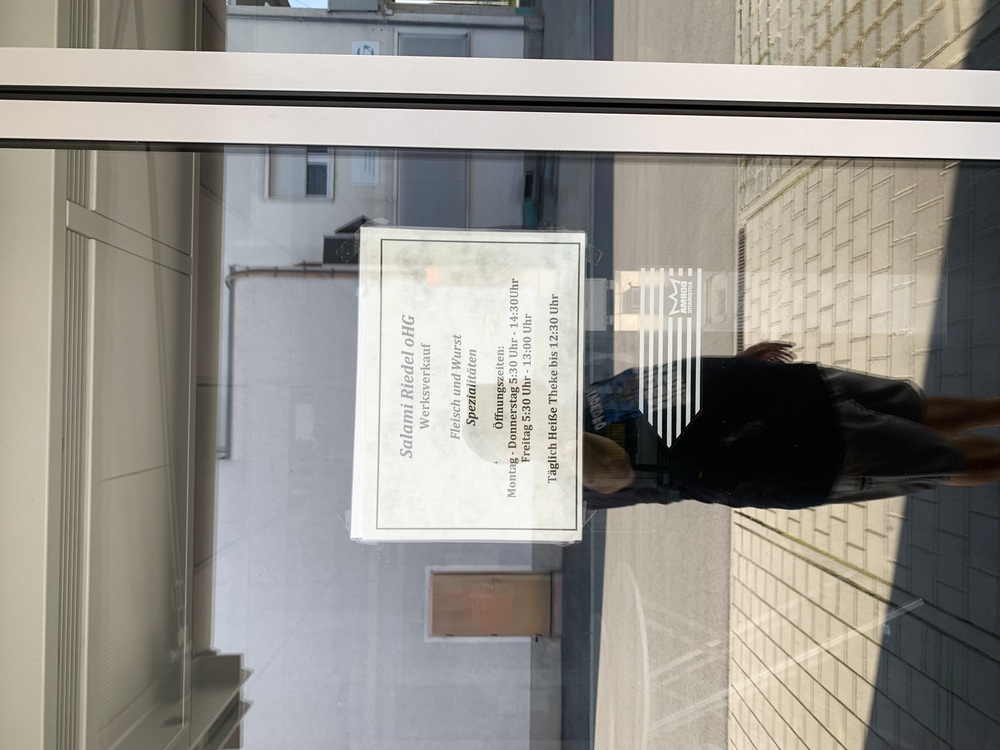 Salami Riedel oHG
Werksverkauf
Fleisch und Wurst
Spezialitäten
Öffnungszeiten:
Montag - Donnerstag 5:30 Uhr - 14:30Uhr
Freitag 5:30 Uhr - 13:00 Uhr
Täglich Heiße Theke bis 12:30 Uhr
DORMA
AUTOMATIC